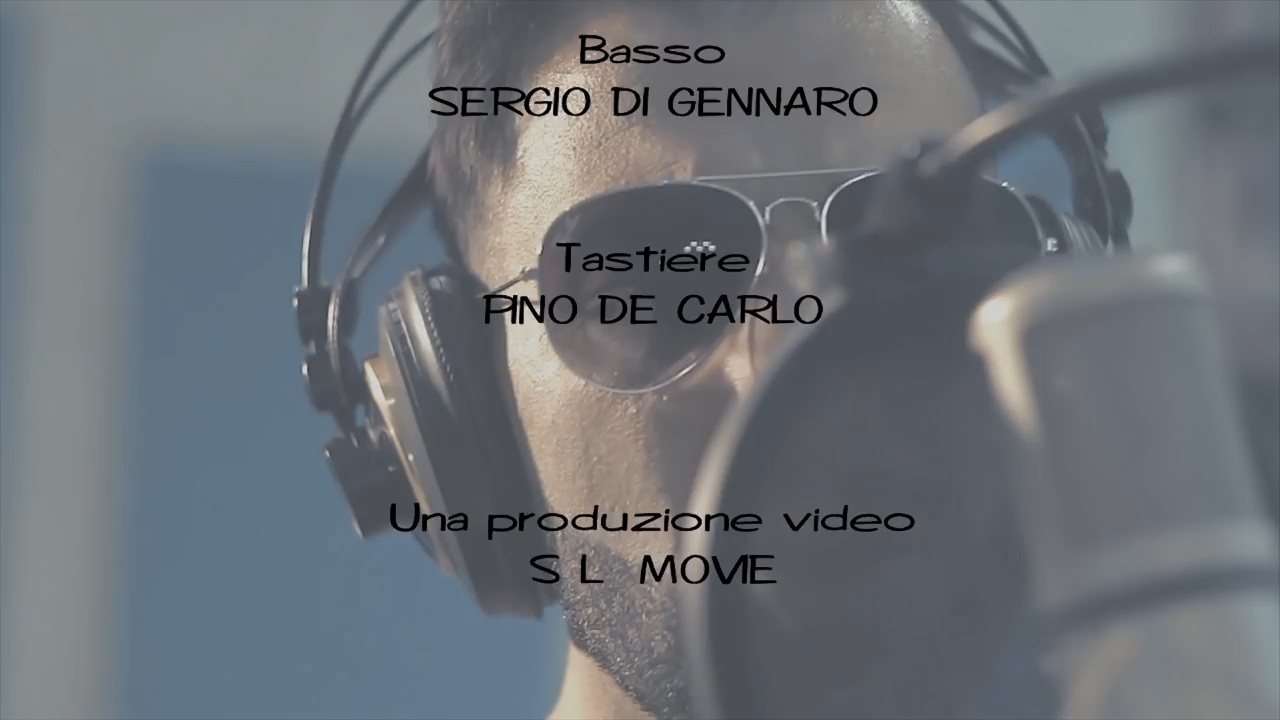 Basso
SERGIO DI GENNARO
Tastiere
PINO DE CARLO
Una produzione video
S L MOVIE